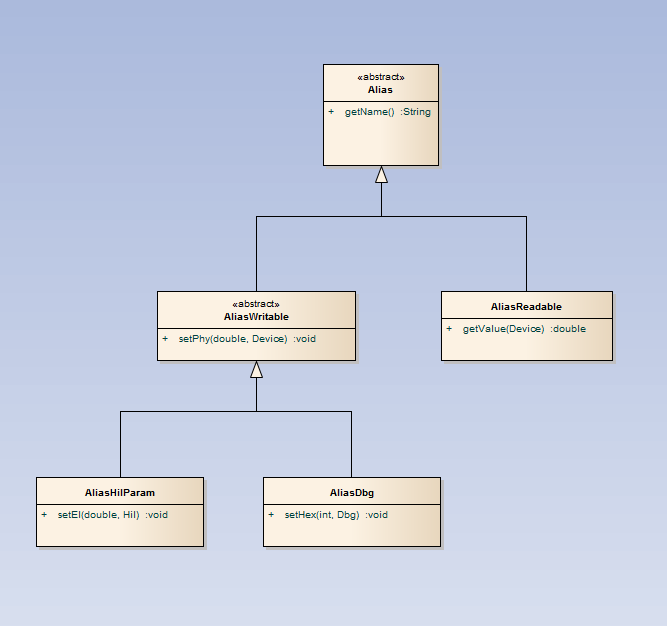 «abstract»
Alias
+ getName() :String
«abstract»
AliasWritable
+ setPhy(double, Device) :void
AliasReadable
+ getValue(Device) :double
AliasHilParam
+ setEl(double, Hil) :void
AliasDbg
+ setHex(int, Dbg) :void